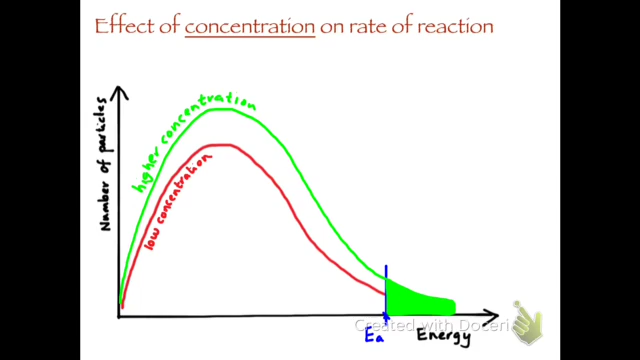 Effect of concentration on rate of reaction
Number of particles
higher concentration
low concentration
Created with Doceri
Ea
Energy